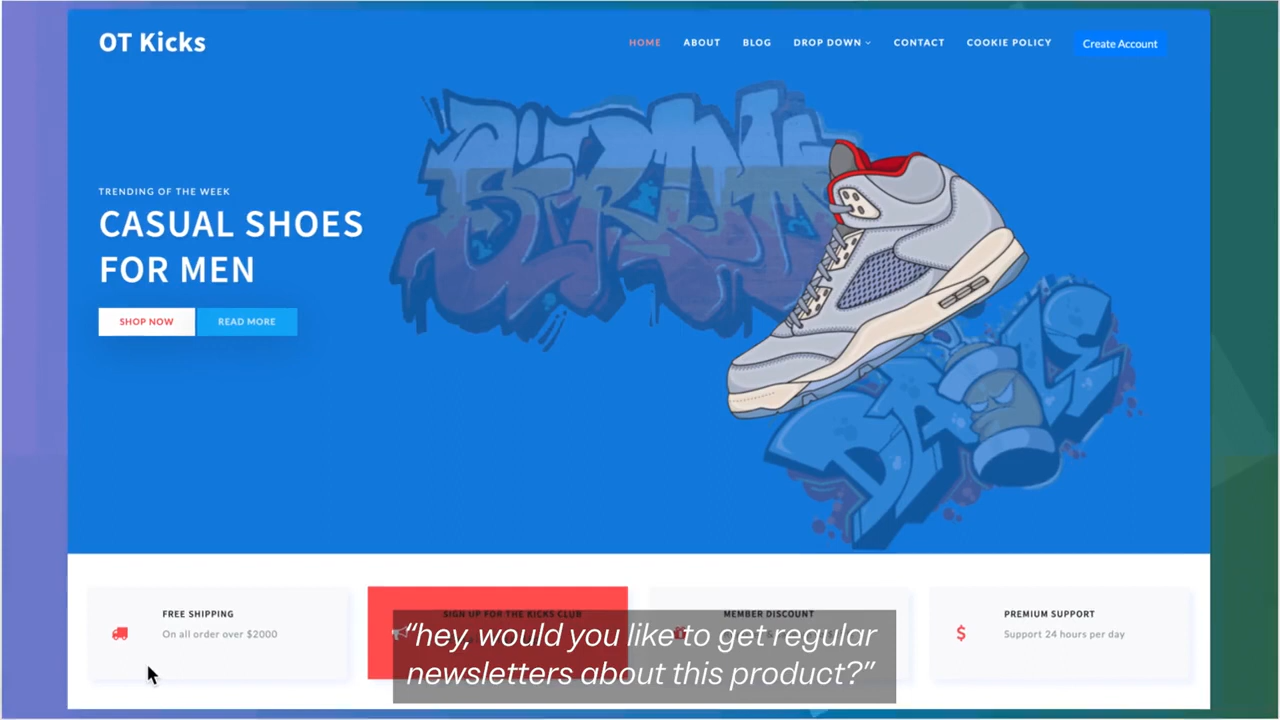 OT Kicks
HOME ABOUT BLOG DROP DOWN CONTACT COOKIE POLICY Create Account
TRENDING OF THE WEEK
CASUAL SHOES
FOR MEN
SHOP NOW READ MORE
FREE SHIPPING
On all order over $2000
SIGN UP FOR THE KICKS CLUB
MEMBER DISCOUNT
PREMIUM SUPPORT
Support 24 hours per day
“hey, would you like to get regular
newsletters about this product?”